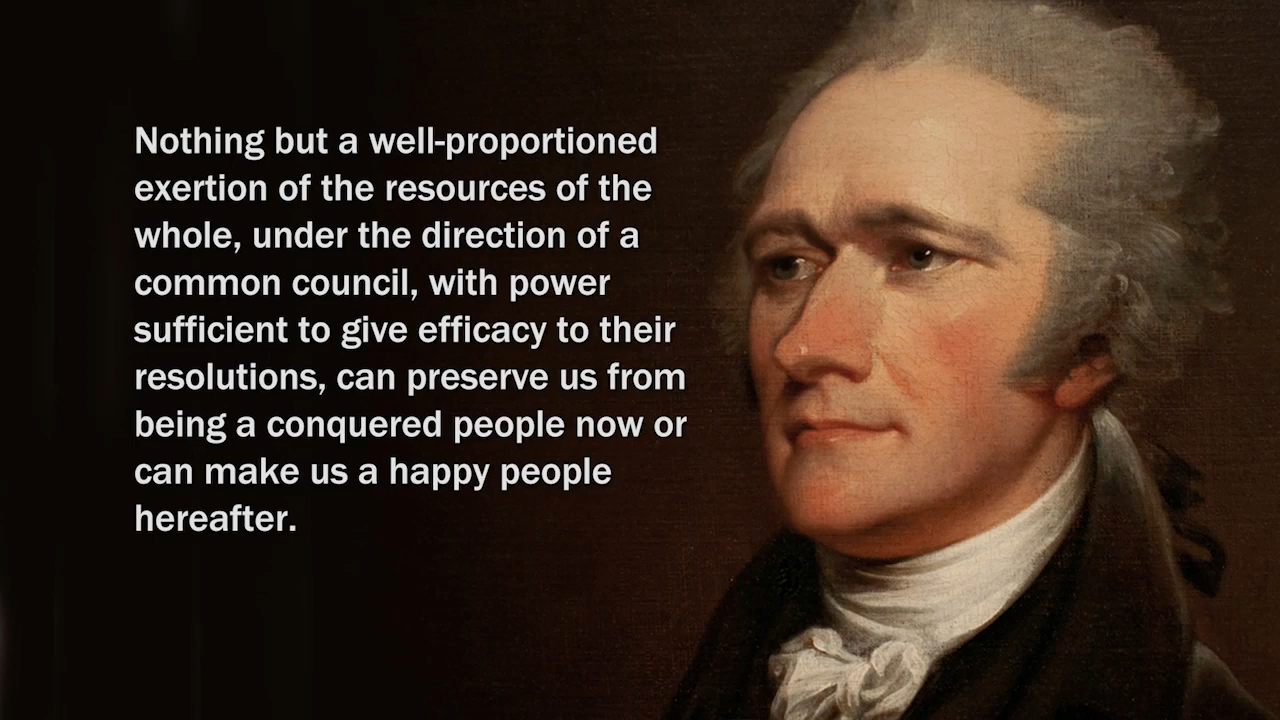 Nothing but a well-proportioned
exertion of the resources of the
whole, under the direction of a
common council, with power
sufficient to give efficacy to their
resolutions, can preserve us from
being a conquered people now or
can make us a happy people
hereafter.